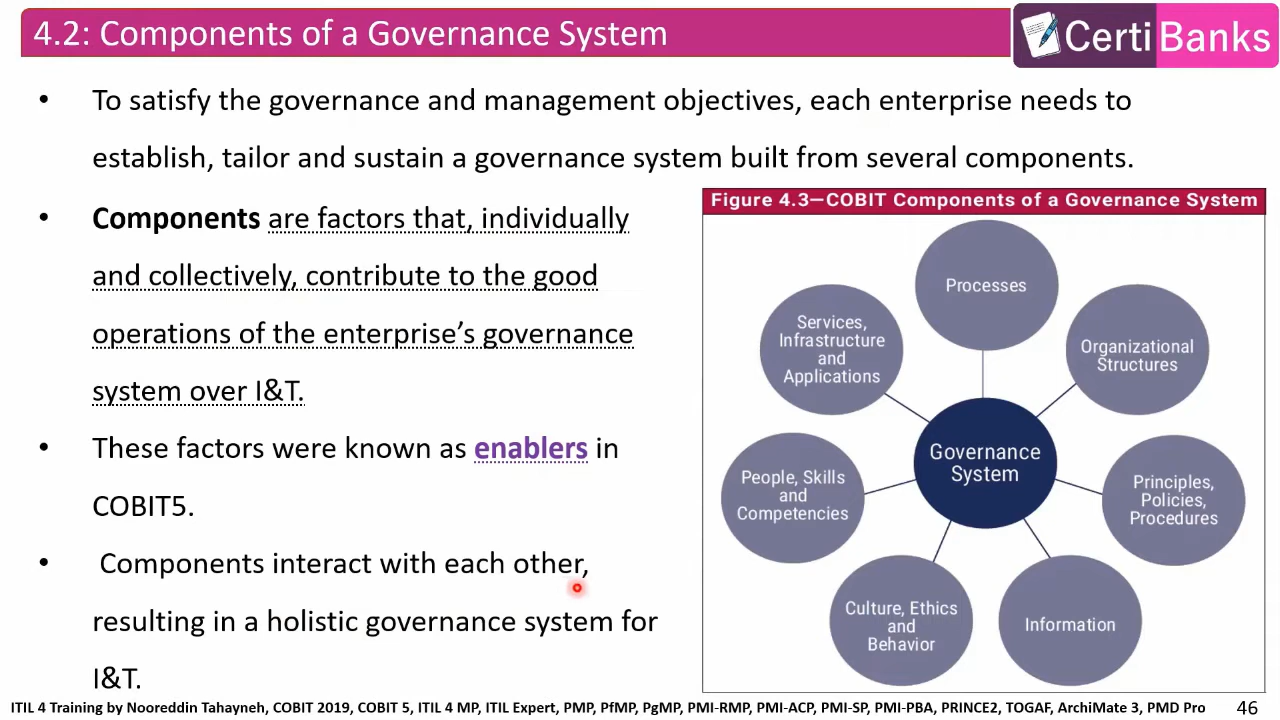 4.2: Components of a Governance System
Certi Banks
• To satisfy the governance and management objectives, each enterprise needs to
establish, tailor and sustain a governance system built from several components.
• Components are factors that, individually
and collectively, contribute to the good
operations of the enterprise’s governance
system over I&T.
• These factors were known as enablers in
COBIT5.
• Components interact with each other,
resulting in a holistic governance system for
I&T.
Figure 4.3—COBIT Components of a Governance System
Processes
Organizational
Structures
Principles,
Policies,
Procedures
Information
Culture, Ethics
and
Behavior
People, Skills
and
Competencies
Services,
Infrastructure
and
Applications
Governance
System
ITIL 4 Training by Nooreddin Tahayneh, COBIT 2019, COBIT 5, ITIL 4 MP, ITIL Expert, PMP, PfMP, PgMP, PMI-RMP, PMI-ACP, PMI-SP, PMI-PBA, PRINCE2, TOGAF, ArchiMate 3, PMD Pro
46